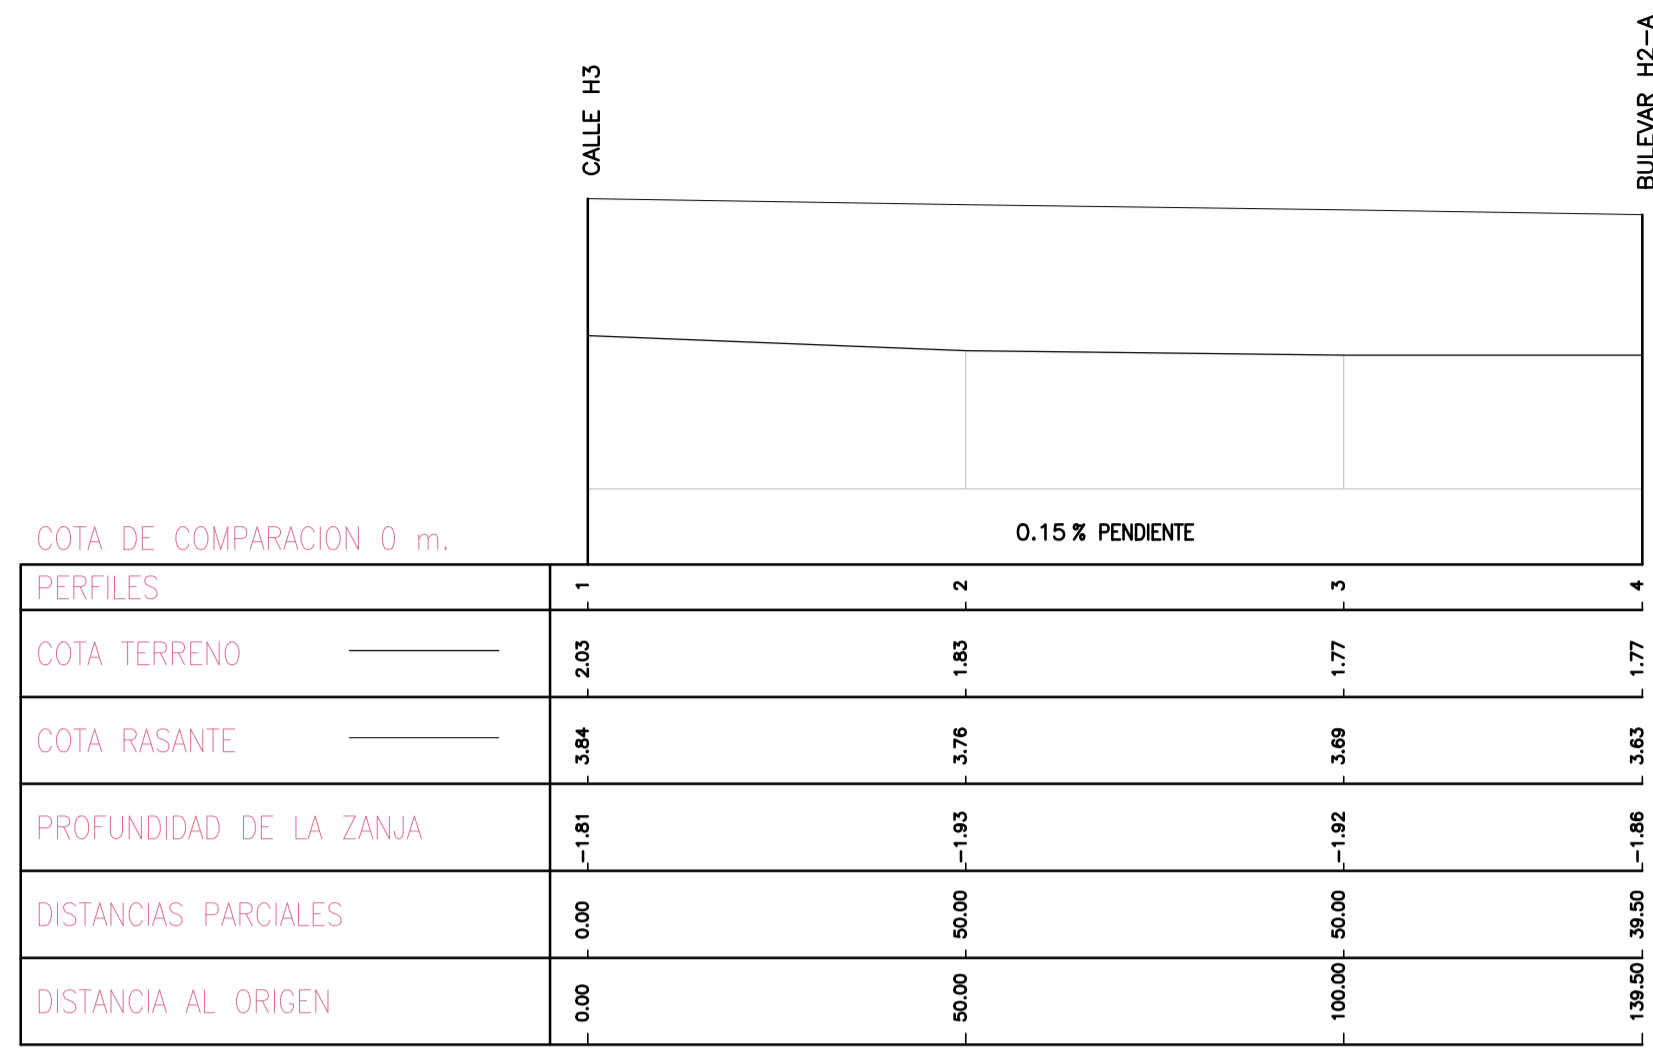 CALLE H3
BULEVAR H2-A
0.15% PENDIENTE
COTA DE COMPARACION 0 m.
PERFILES 1 2 3 4
COTA TERRENO 2.03 1.83 1.77 1.77
COTA RASANTE 3.84 3.76 3.69 3.63
PROFUNDIDAD DE LA ZANJA -1.81 -1.93 -1.92 -1.86
DISTANCIAS PARCIALES 0.00 50.00 50.00 39.50
DISTANCIA AL ORIGEN 0.00 50.00 100.00 139.50